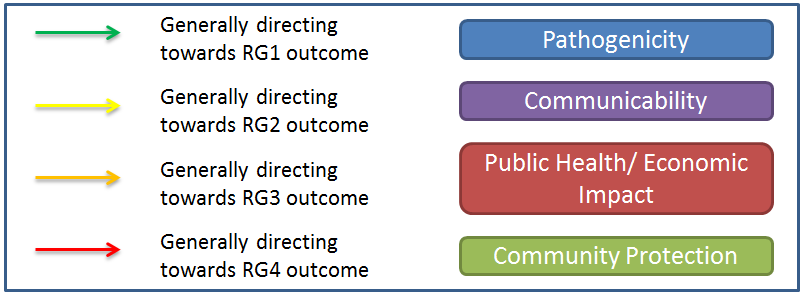 Generally directing
towards RG1 outcome
Pathogenicity
Generally directing
towards RG2 outcome
Communicability
Generally directing
towards RG3 outcome
Public Health/ Economic
Impact
Generally directing
towards RG4 outcome
Community Protection